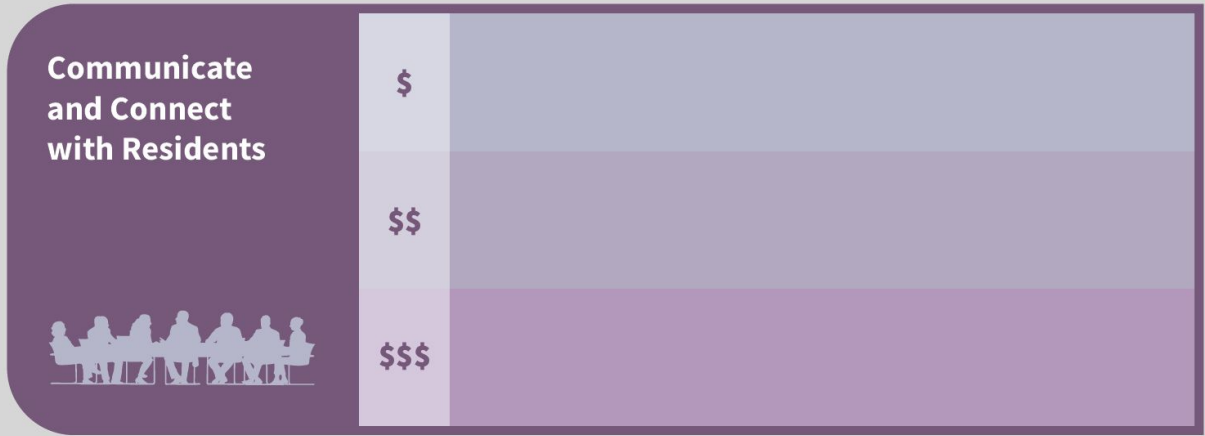 Communicate
and Connect
with Residents
$
$$
$$$